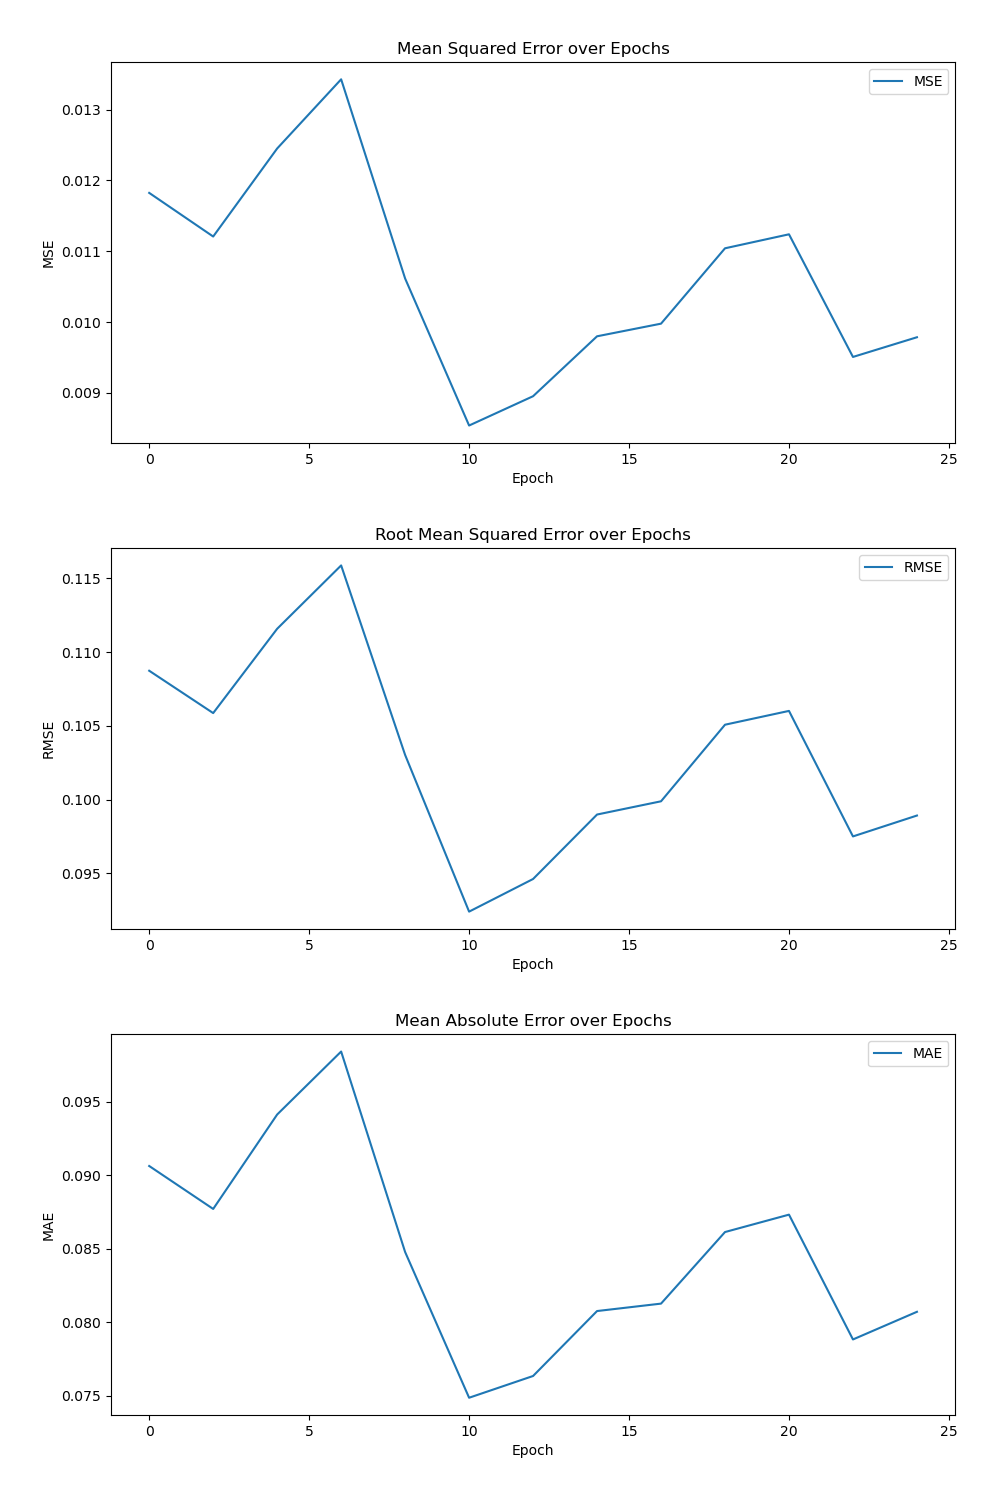 Mean Squared Error over Epochs
MSE
0.013
0.012
0.011
0.010
0.009
MSE
0 5 10 15 20 25
Epoch
Root Mean Squared Error over Epochs
RMSE
0.115
0.110
0.105
0.100
0.095
RMSE
0 5 10 15 20 25
Epoch
Mean Absolute Error over Epochs
MAE
0.095
0.090
0.085
0.080
0.075
MAE
0 5 10 15 20 25
Epoch